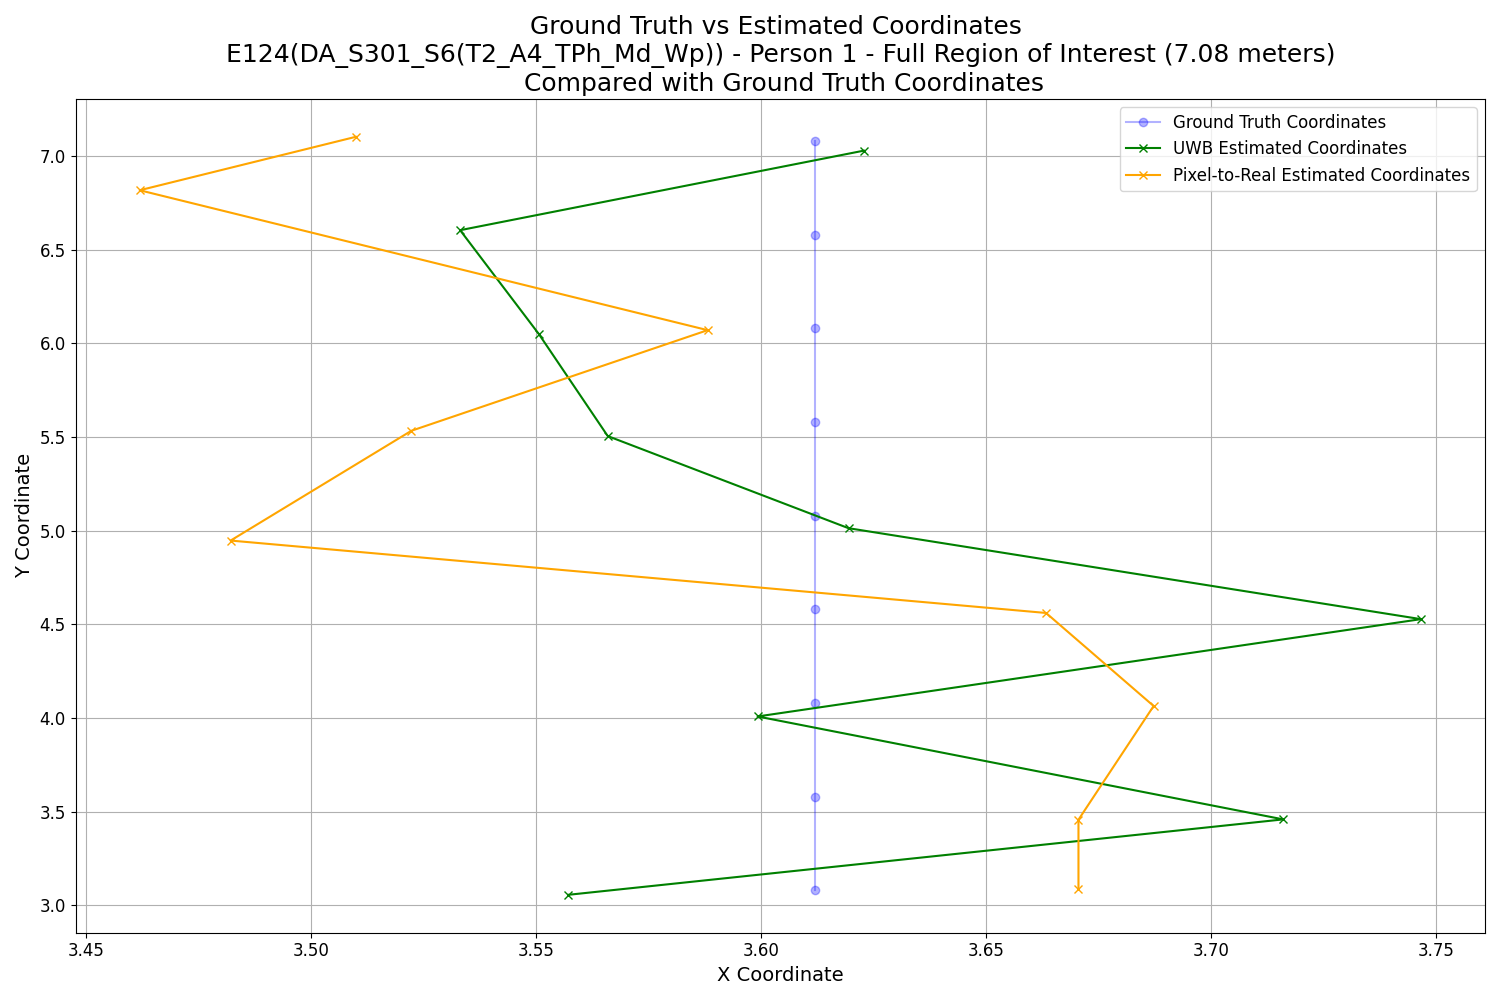 Ground Truth vs Estimated Coordinates
E124(DA_S301_S6(T2_A4_TPh_Md_Wp)) - Person 1 - Full Region of Interest (7.08 meters)
Compared with Ground Truth Coordinates
Ground Truth Coordinates
UWB Estimated Coordinates
Pixel-to-Real Estimated Coordinates
Y Coordinate
7.0
6.5
6.0
5.5
5.0
4.5
4.0
3.5
3.0
3.45 3.50 3.55 3.60 3.65 3.70 3.75
X Coordinate